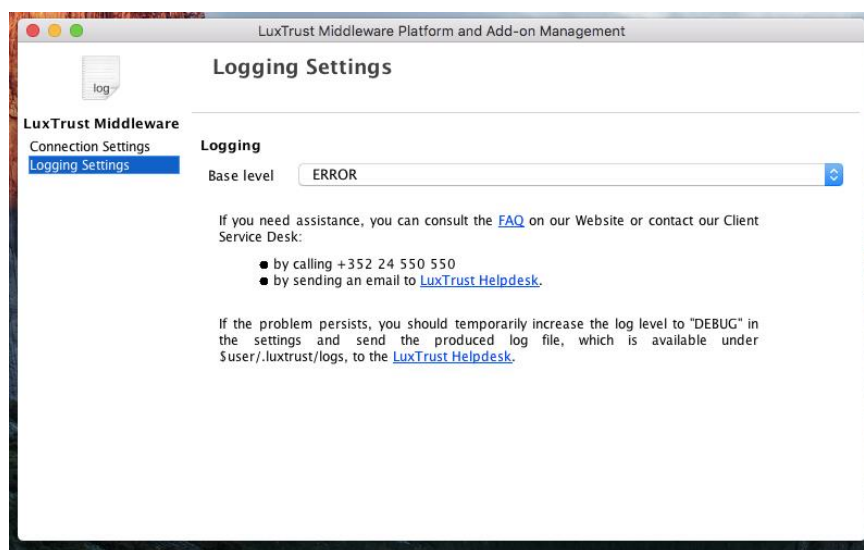 LuxTrust Middleware Platform and Add-on Management
log
Logging Settings
LuxTrust Middleware
Connection Settings
Logging Settings
Logging
Base level ERROR
If you need assistance, you can consult the FAQ on our Website or contact our Client
Service Desk:
● by calling +352 24 550 550
● by sending an email to LuxTrust Helpdesk.
If the problem persists, you should temporarily increase the log level to "DEBUG" in
the settings and send the produced log file, which is available under
$user/.luxtrust/logs, to the LuxTrust Helpdesk.